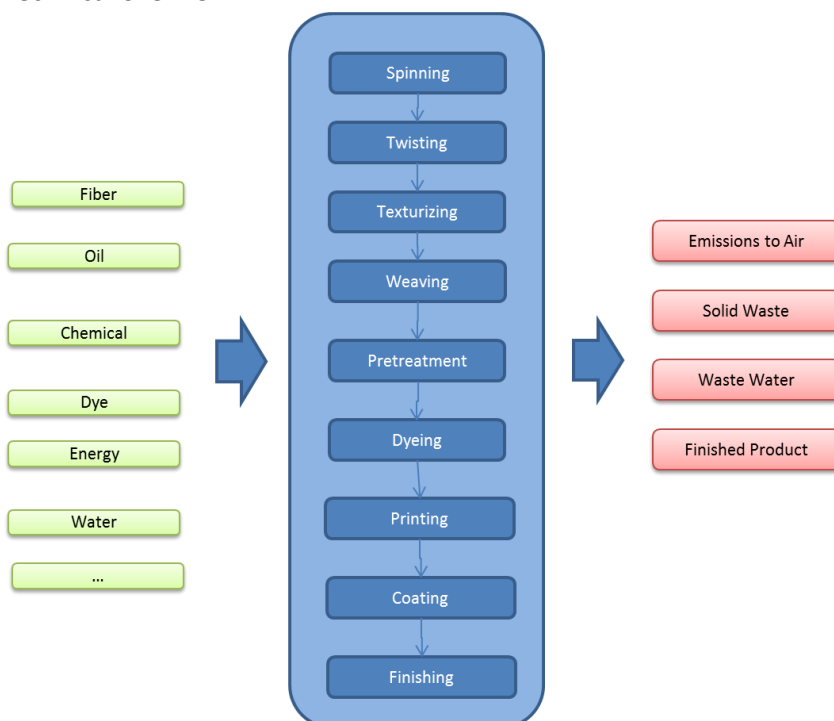 Fiber
Oil
Chemical
Dye
Energy
Water
...
Spinning
Twisting
Texturizing
Weaving
Pretreatment
Dyeing
Printing
Coating
Finishing
Emissions to Air
Solid Waste
Waste Water
Finished Product